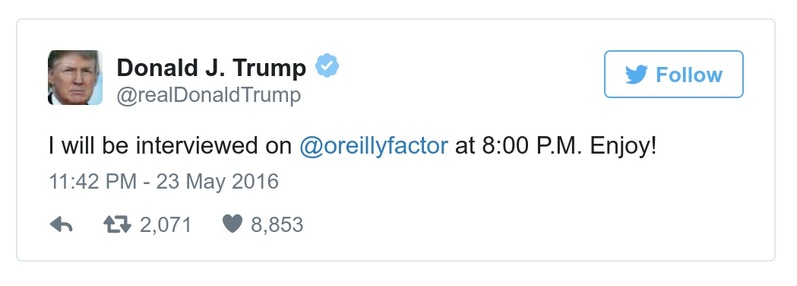 Donald J. Trump
@realDonaldTrump
Follow
I will be interviewed on @oreillyfactor at 8:00 P.M. Enjoy!
11:42 PM - 23 May 2016
2,071 8,853